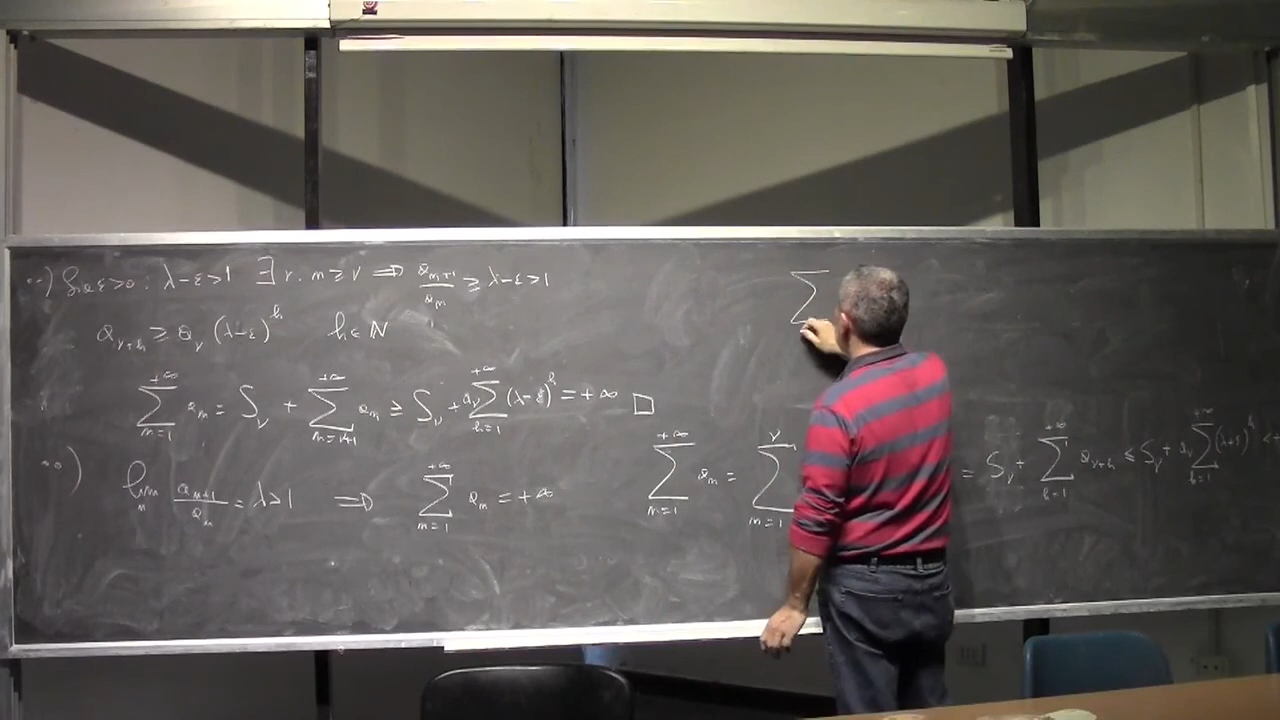 ··) Sia ε>0 : λ-ε>1 ∃ν. n≥ν ⟹ a_{n+1}/a_n ≥ λ-ε>1
a_{ν+h} ≥ a_ν (λ-ε)^h h∈ℕ
∑_{n=1}^{+∞} a_n = S_ν + ∑_{n=ν+1}^{+∞} a_n ≥ S_ν + a_ν ∑_{h=1}^{+∞} (λ-ε)^h = +∞ □
··) lim_n a_{n+1}/a_n = λ>1 ⟹ ∑_{n=1}^{+∞} a_n = +∞
∑
∑_{n=1}^{+∞} a_n = ∑_{n=1}^{ν}
= S_ν + ∑_{h=1}^{+∞} a_{ν+h} ≤ S_ν + a_ν ∑_{h=1}^{+∞} (λ+ε)^h <